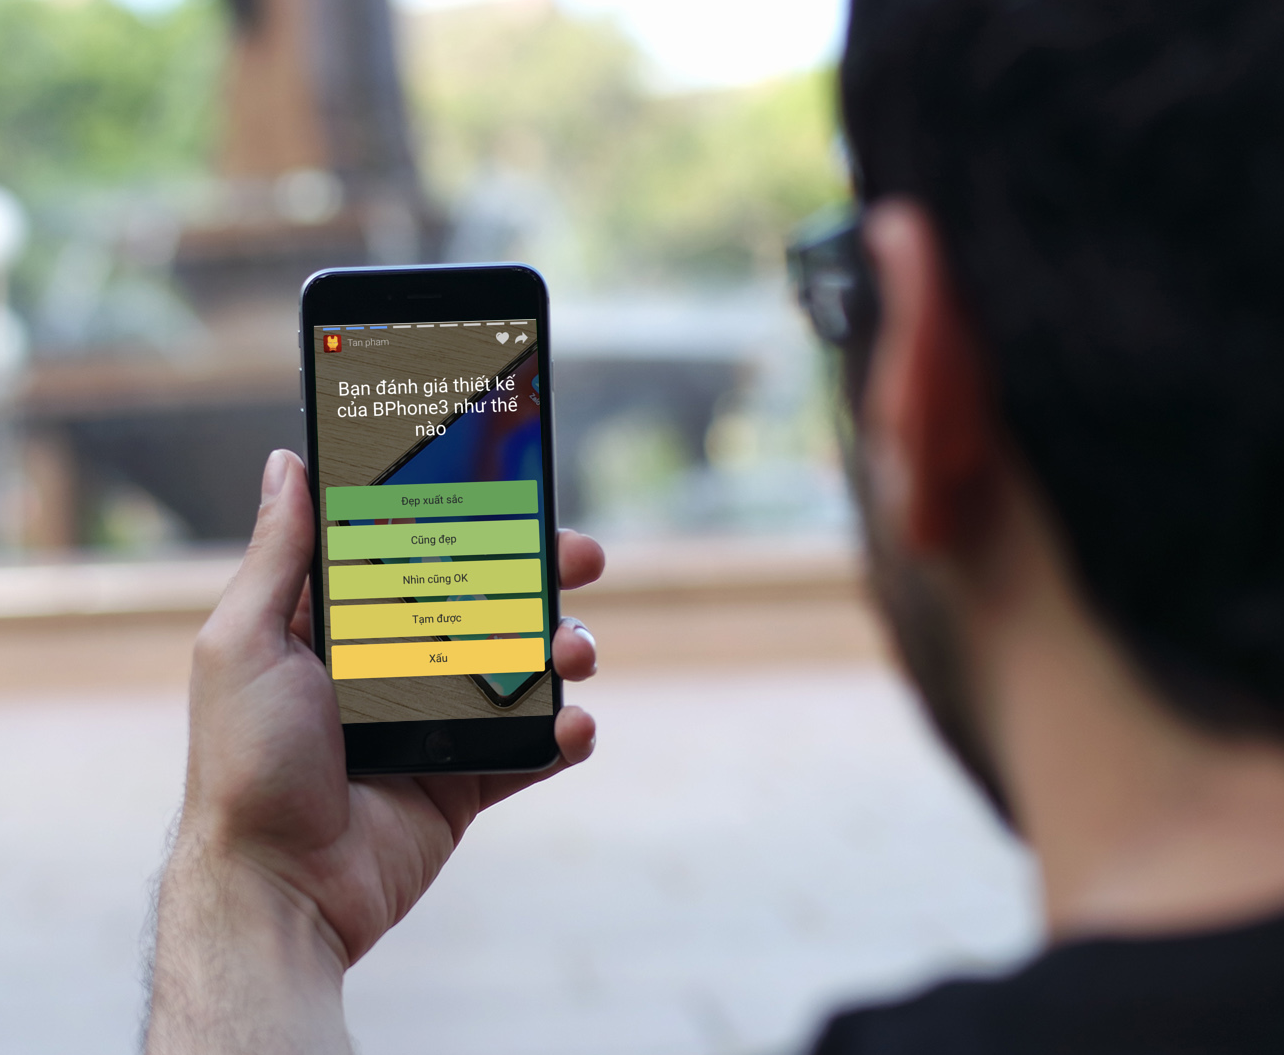 Tan pham
Bạn đánh giá thiết kế
của BPhone3 như thế
nào
Đẹp xuất sắc
Cũng đẹp
Nhìn cũng OK
Tạm được
Xấu